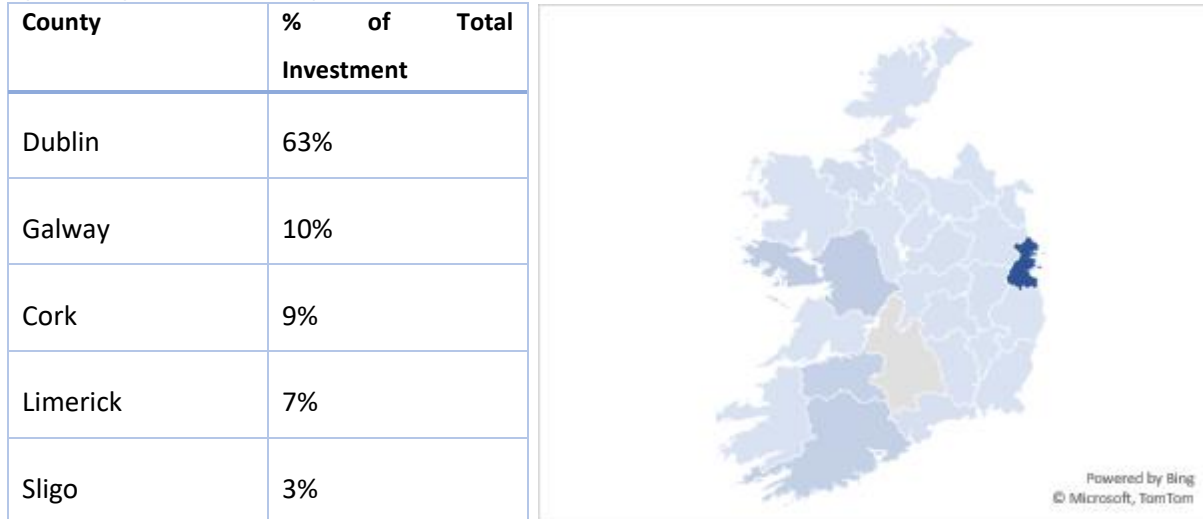 County % of Total
Investment
Dublin 63%
Galway 10%
Cork 9%
Limerick 7%
Sligo 3%
Powered by Bing
© Microsoft, TomTom